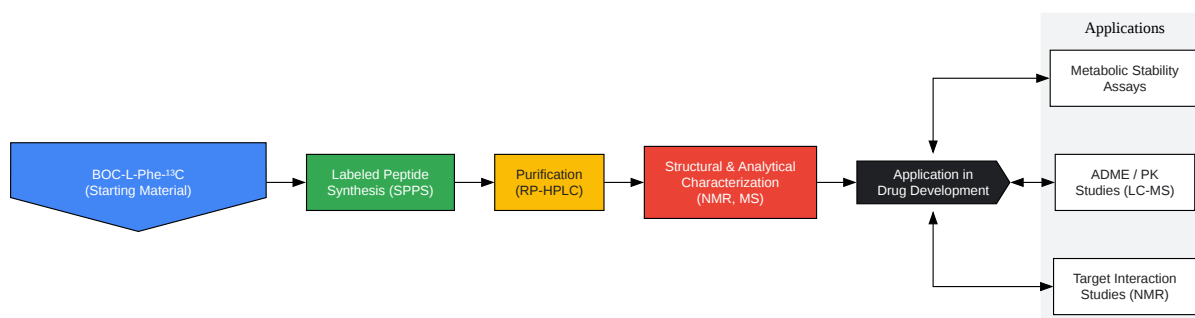 Applications
BOC-L-Phe-¹³C
(Starting Material)
Labeled Peptide
Synthesis (SPPS)
Purification
(RP-HPLC)
Structural & Analytical
Characterization
(NMR, MS)
Application in
Drug Development
Metabolic Stability
Assays
ADME / PK
Studies (LC-MS)
Target Interaction
Studies (NMR)